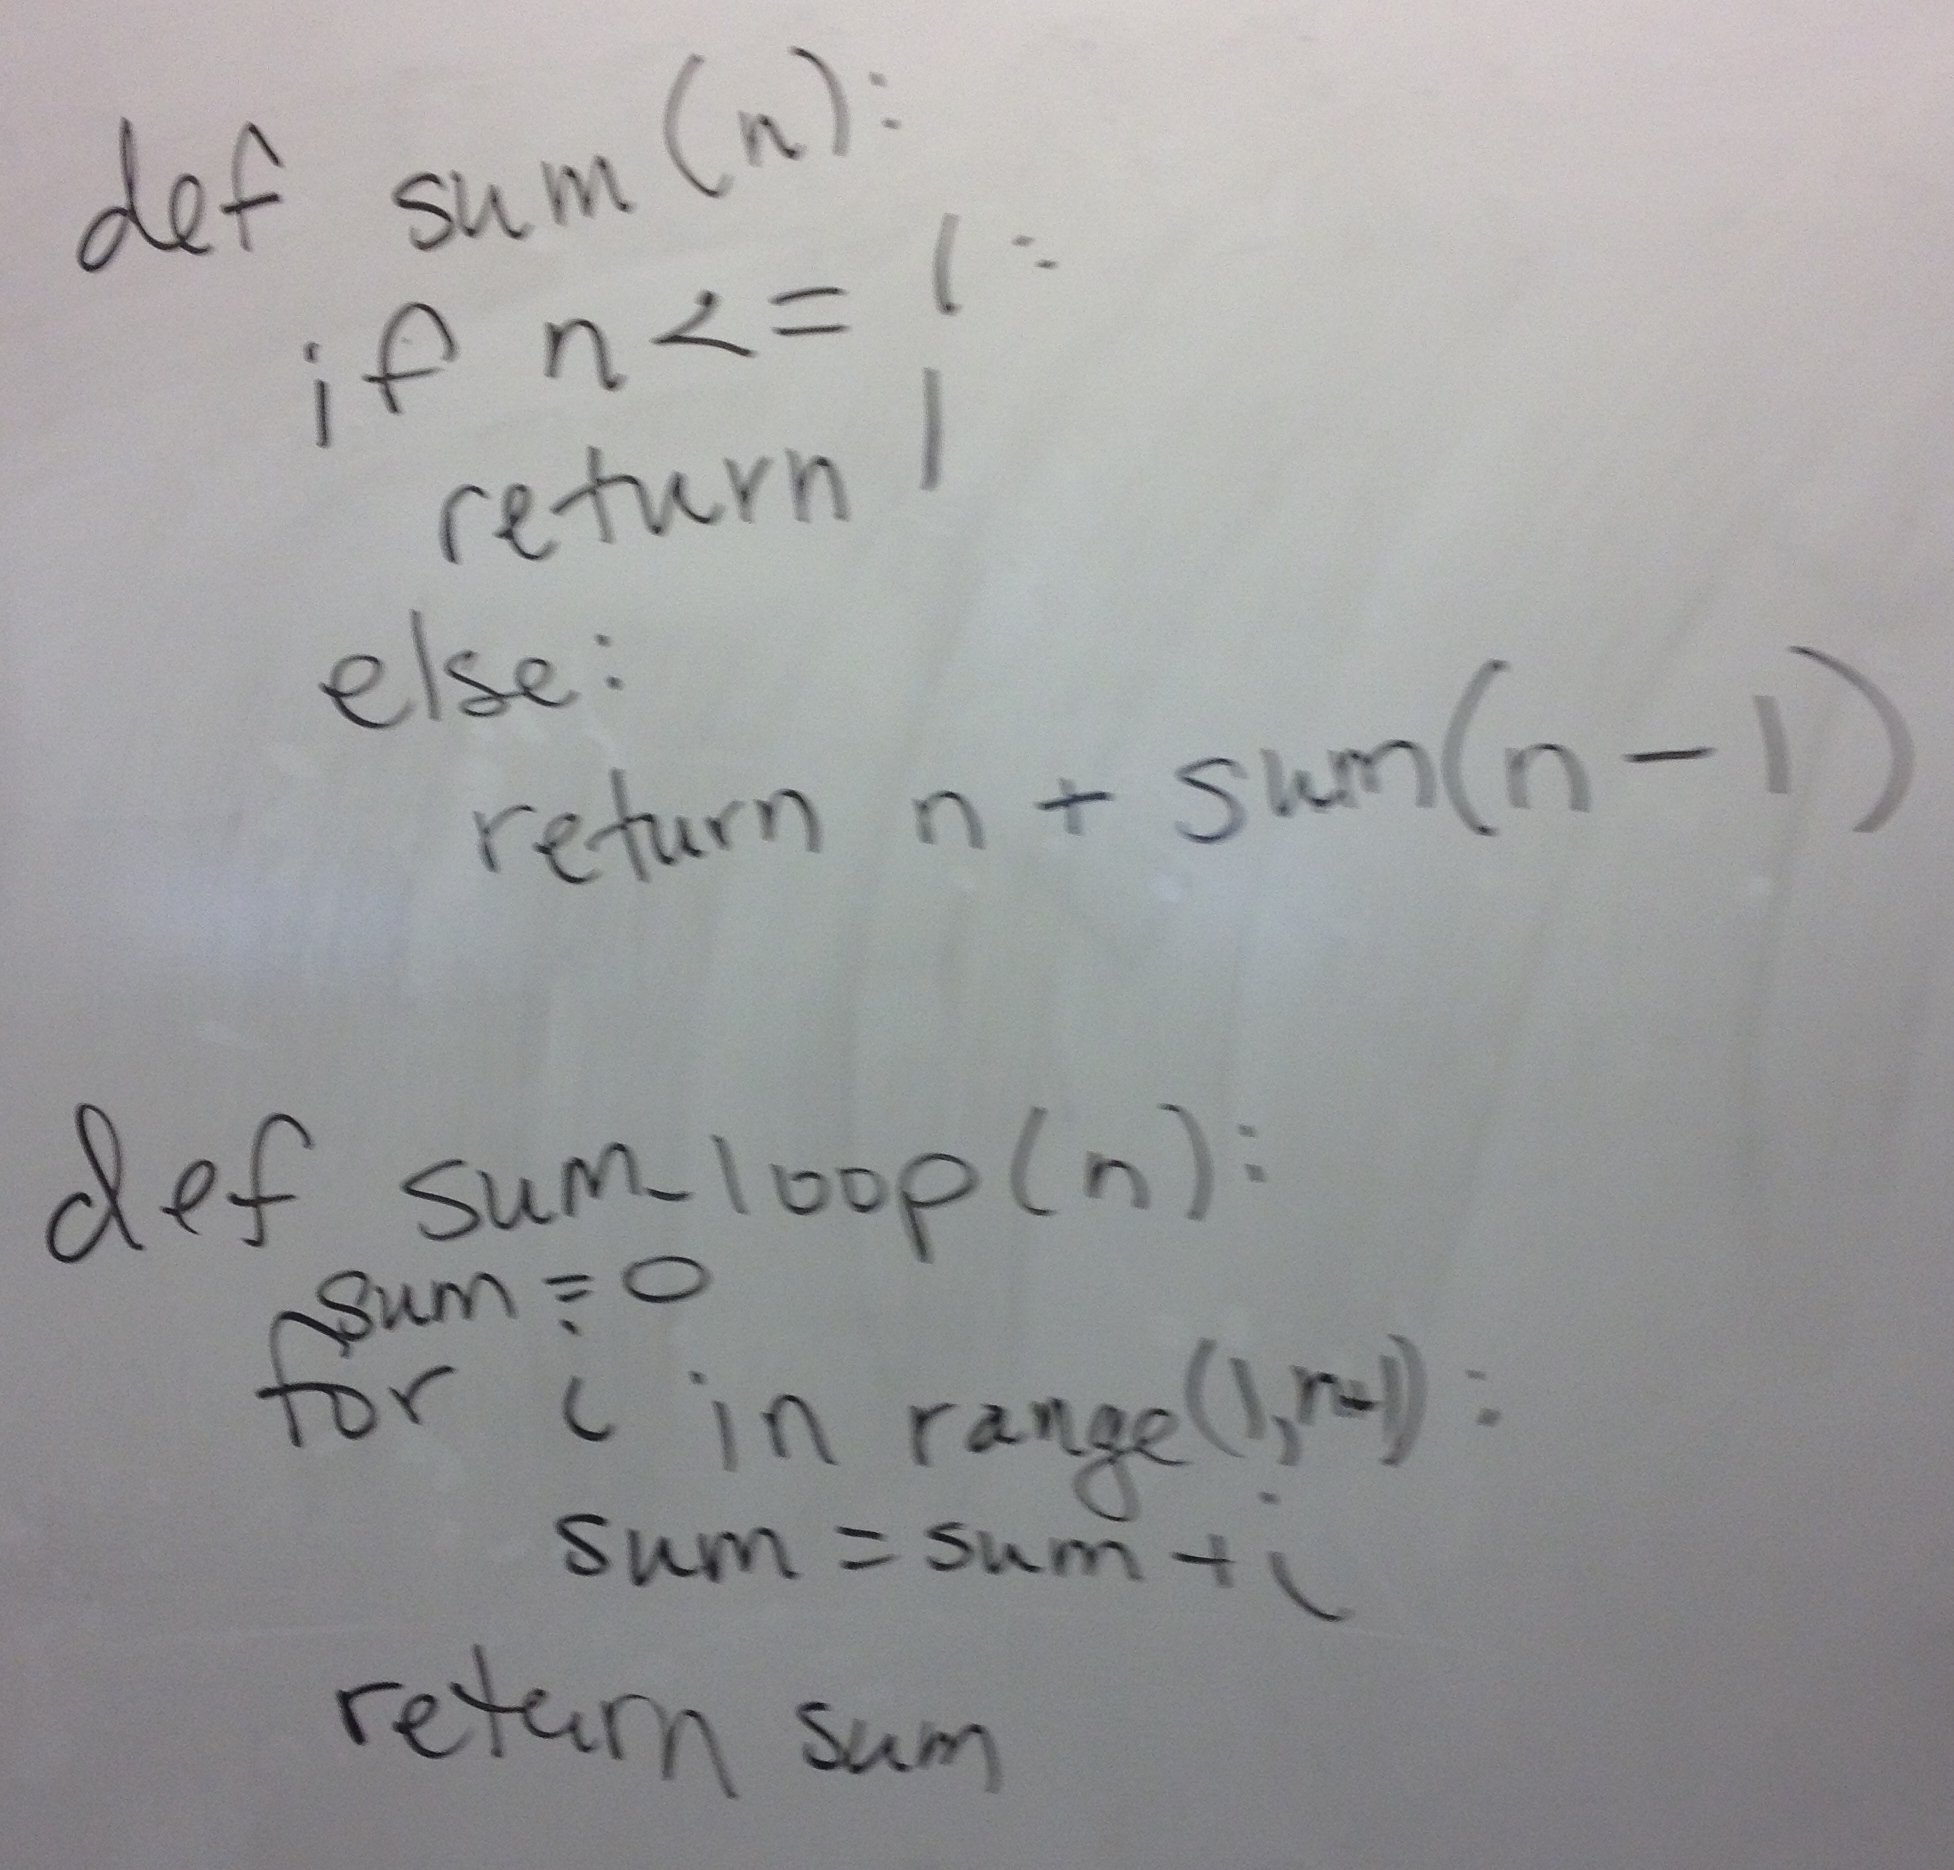 def sum(n):
if n <= 1:
return 1
else:
return n + sum(n-1)
def sum_loop(n):
sum = 0
for i in range(1,n+1):
sum = sum + i
return sum